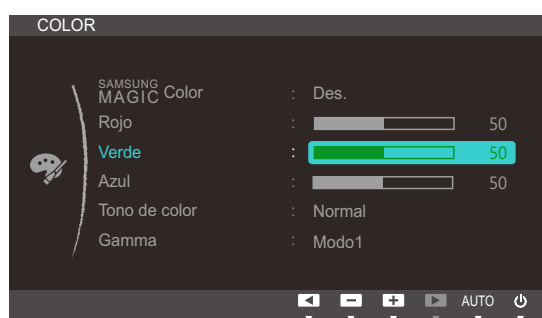 COLOR
SAMSUNG MAGIC Color : Des.
Rojo : 50
Verde : 50
Azul : 50
Tono de color : Normal
Gamma : Modo1
AUTO